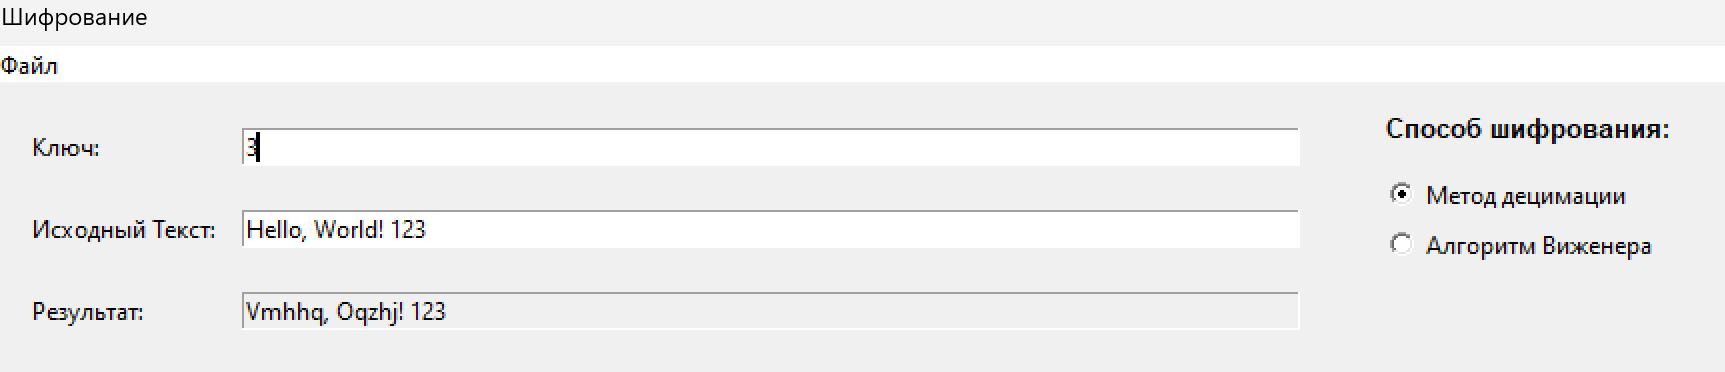 Шифрование
Файл
Ключ: 3
Исходный Текст: Hello, World! 123
Результат: Vmhhq, Oqzhj! 123
Способ шифрования:
Метод децимации
Алгоритм Виженера